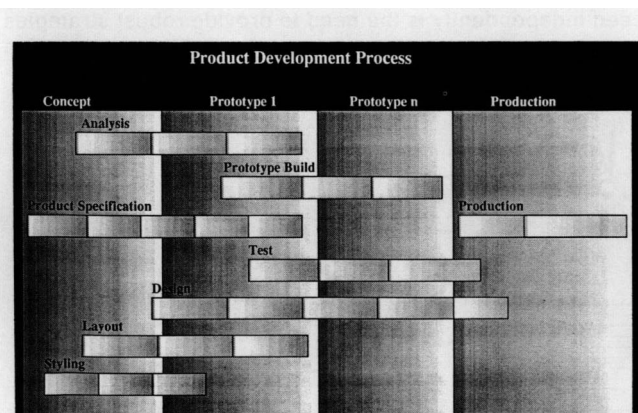 Product Development Process
Concept Prototype 1 Prototype n Production
Analysis
Prototype Build
Product Specification Production
Test
Design
Layout
Styling